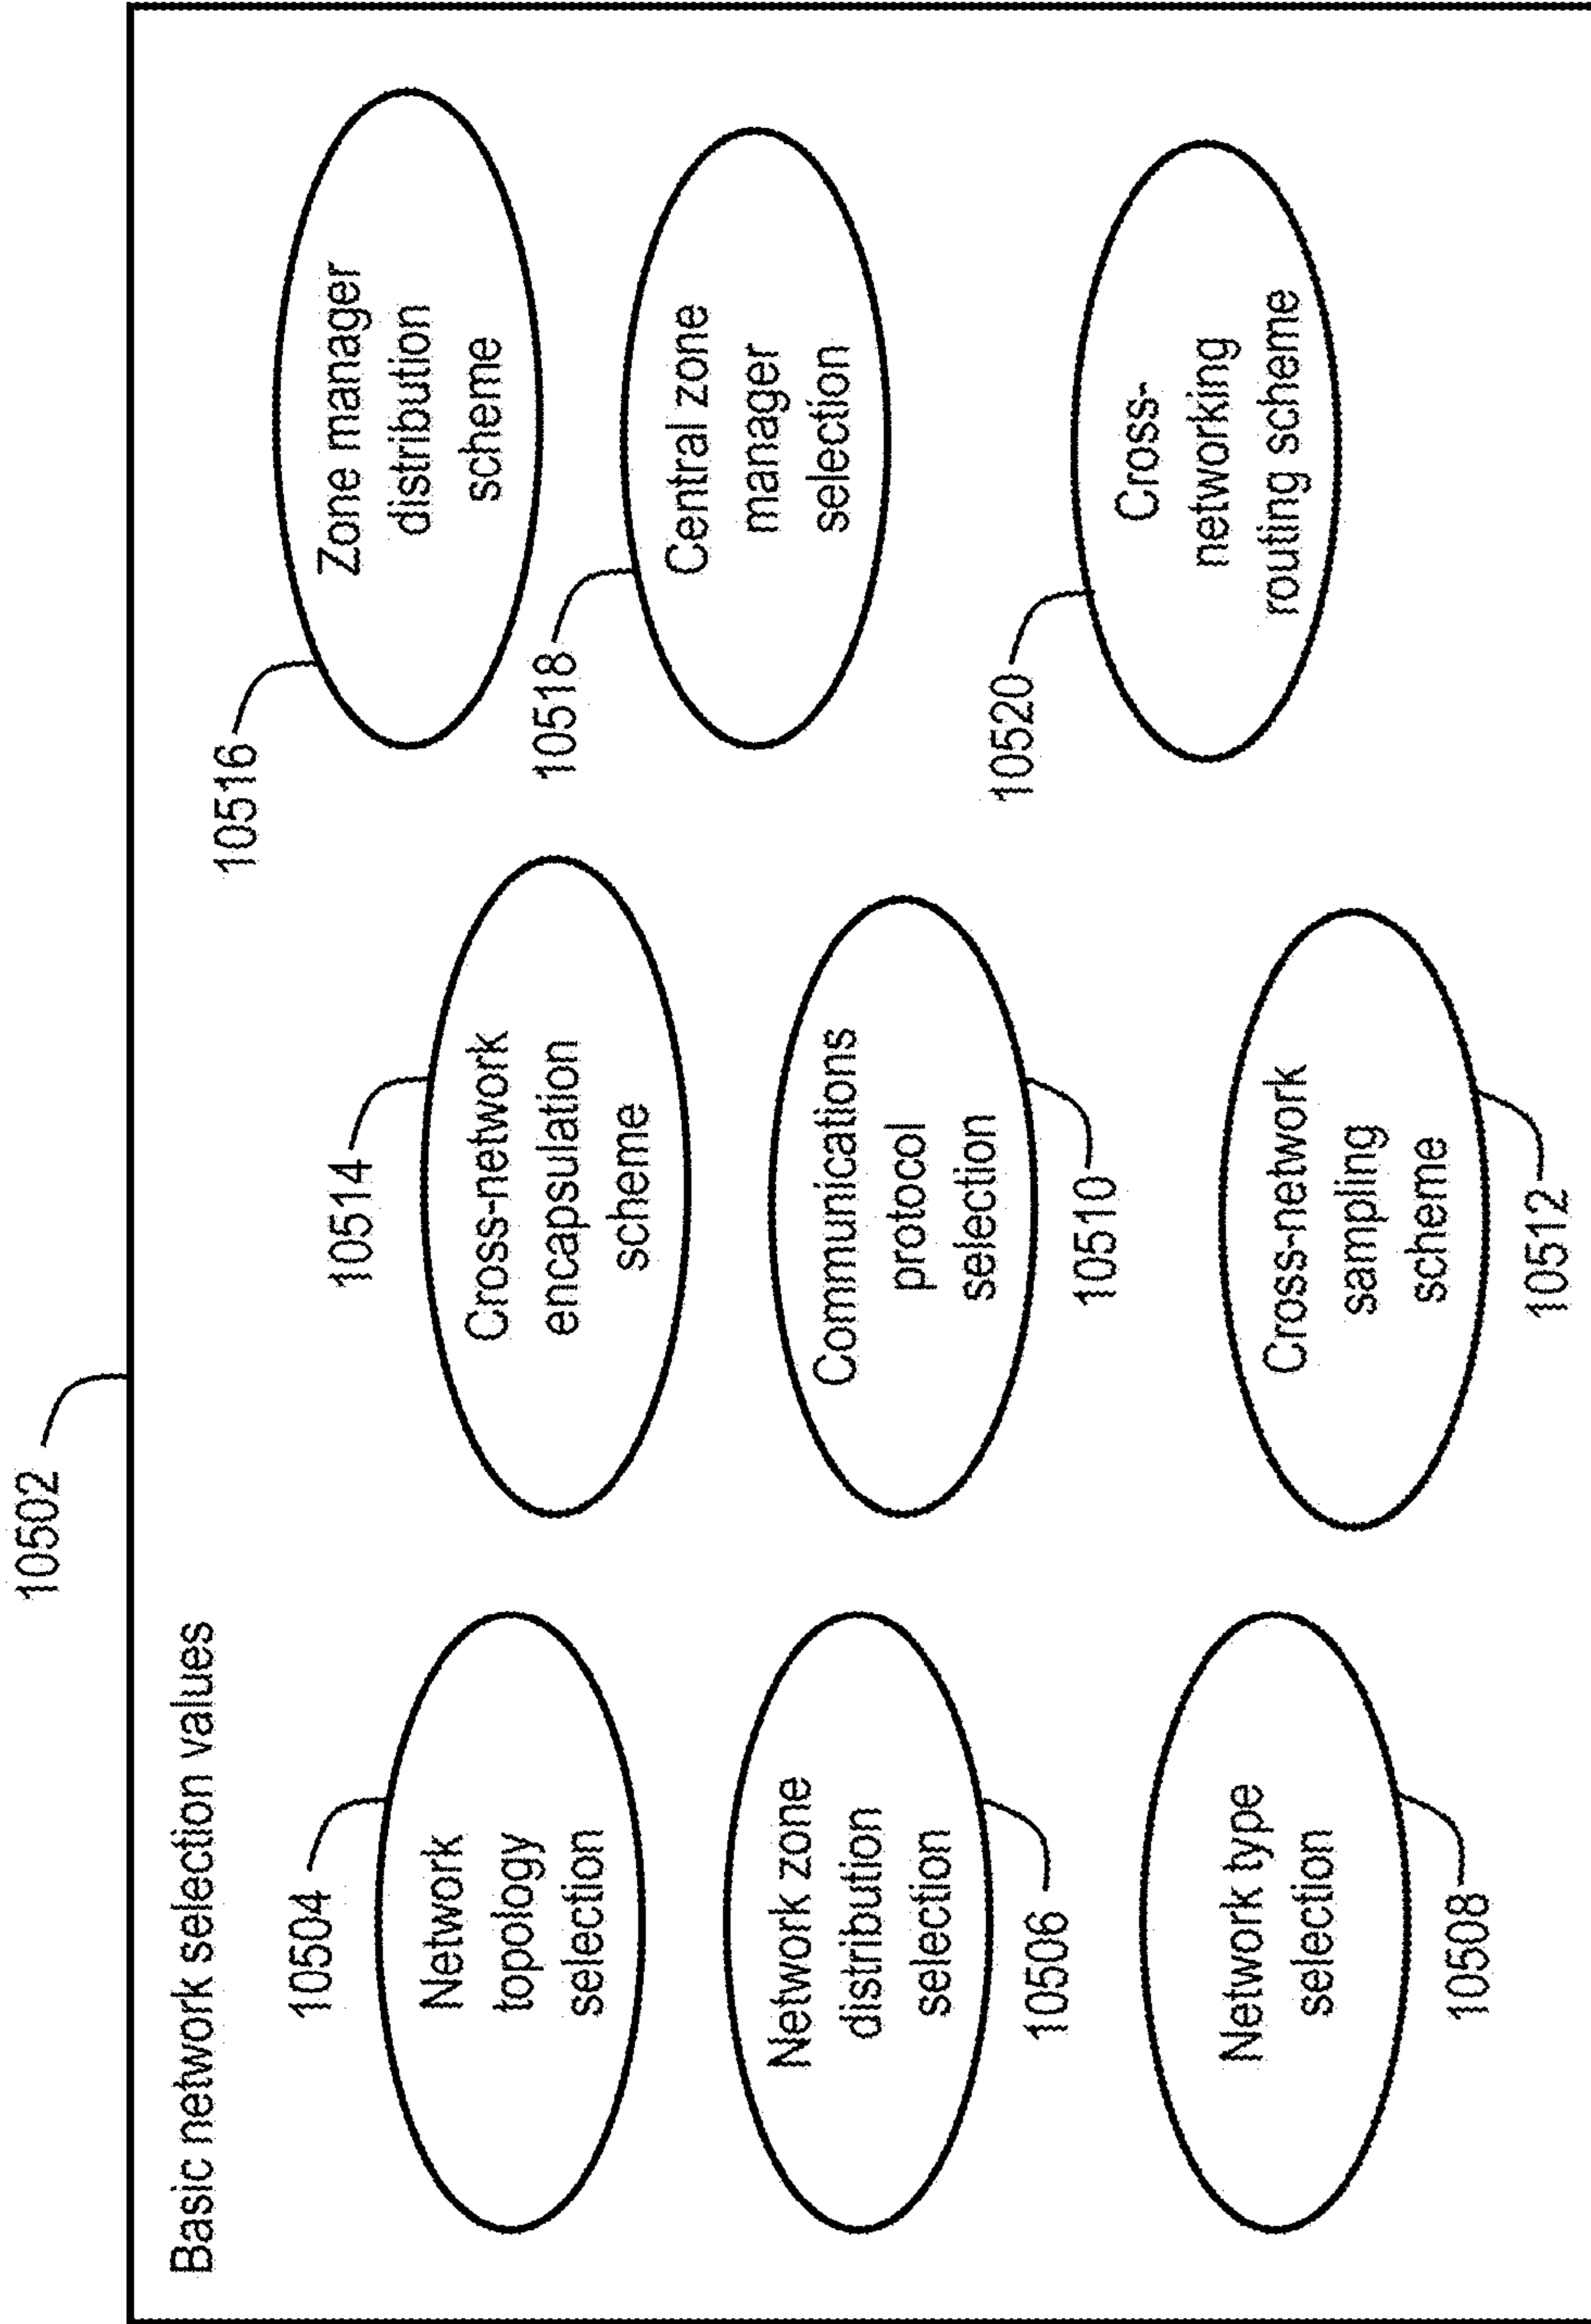 10502
Basic network selection values
10504
Network
topology
selection
10506
Network zone
distribution
selection
10508
Network type
selection
10514
Cross-network
encapsulation
scheme
10510
Communications
protocol
selection
10512
Cross-network
sampling
scheme
10516
Zone manager
distribution
scheme
10518
Central zone
manager
selection
10520
Cross-
networking
routing scheme